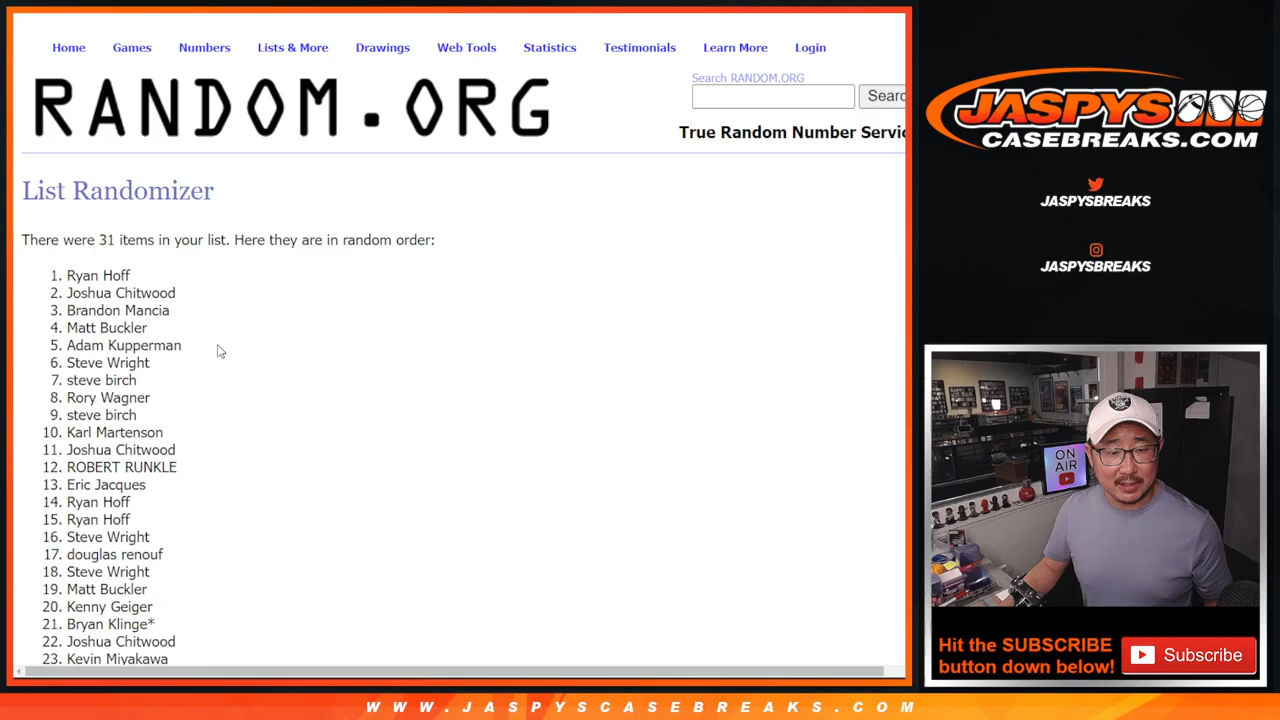 Home Games Numbers Lists & More Drawings Web Tools Statistics Testimonials Learn More Login
Search RANDOM.ORG
RANDOM.ORG
True Random Number Servic
List Randomizer
There were 31 items in your list. Here they are in random order:
1. Ryan Hoff
2. Joshua Chitwood
3. Brandon Mancia
4. Matt Buckler
5. Adam Kupperman
6. Steve Wright
7. steve birch
8. Rory Wagner
9. steve birch
10. Karl Martenson
11. Joshua Chitwood
12. ROBERT RUNKLE
13. Eric Jacques
14. Ryan Hoff
15. Ryan Hoff
16. Steve Wright
17. douglas renouf
18. Steve Wright
19. Matt Buckler
20. Kenny Geiger
21. Bryan Klinge*
22. Joshua Chitwood
23. Kevin Miyakawa
JASPYS
CASEBREAKS.COM
JASPYSBREAKS
JASPYSBREAKS
ON
AIR
Hit the SUBSCRIBE
button down below!
Subscribe
WWW.JASPYSCASEBREAKS.COM